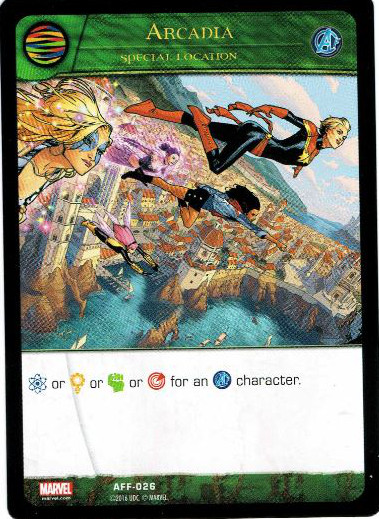 ARCADIA
SPECIAL LOCATION
or or or for an character.
MARVEL
marvel.com
AFF-026
©2016 UDC. © MARVEL.